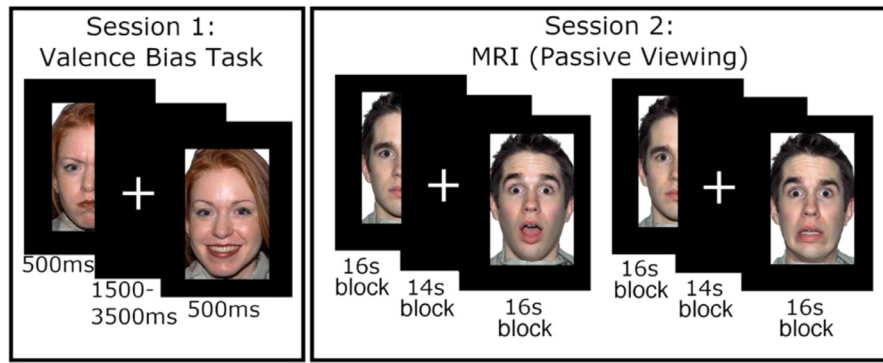 Session 1:
Valence Bias Task
500ms
1500-
3500ms
500ms
Session 2:
MRI (Passive Viewing)
16s
block
14s
block
16s
block
16s
block
14s
block
16s
block